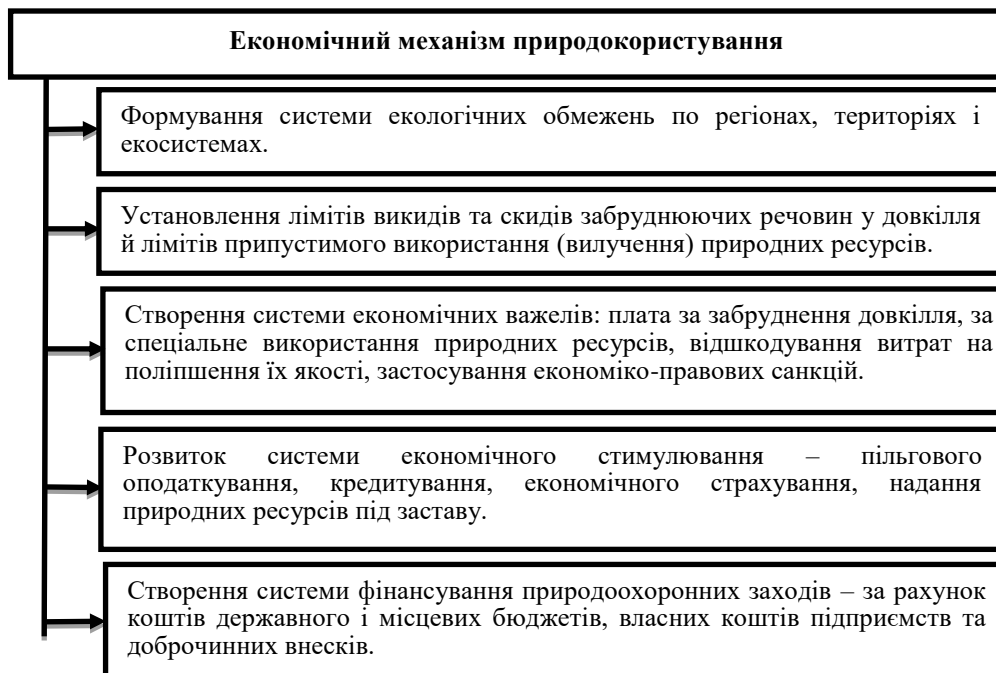 Економічний механізм природокористування
Формування системи екологічних обмежень по регіонах, територіях і
екосистемах.
Установлення лімітів викидів та скидів забруднюючих речовин у довкілля
й лімітів припустимого використання (вилучення) природних ресурсів.
Створення системи економічних важелів: плата за забруднення довкілля, за
спеціальне використання природних ресурсів, відшкодування витрат на
поліпшення їх якості, застосування економіко-правових санкцій.
Розвиток системи економічного стимулювання – пільгового
оподаткування, кредитування, економічного страхування, надання
природних ресурсів під заставу.
Створення системи фінансування природоохоронних заходів – за рахунок
коштів державного і місцевих бюджетів, власних коштів підприємств та
доброчинних внесків.